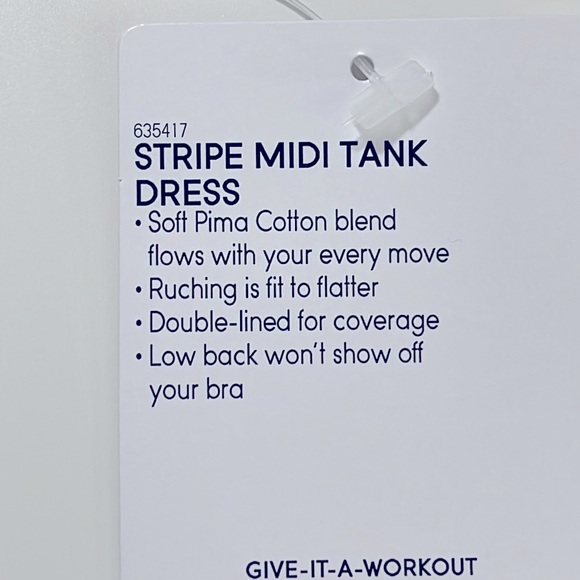 635417
STRIPE MIDI TANK
DRESS
• Soft Pima Cotton blend
flows with your every move
• Ruching is fit to flatter
• Double-lined for coverage
• Low back won't show off
your bra
GIVE-IT-A-WORKOUT